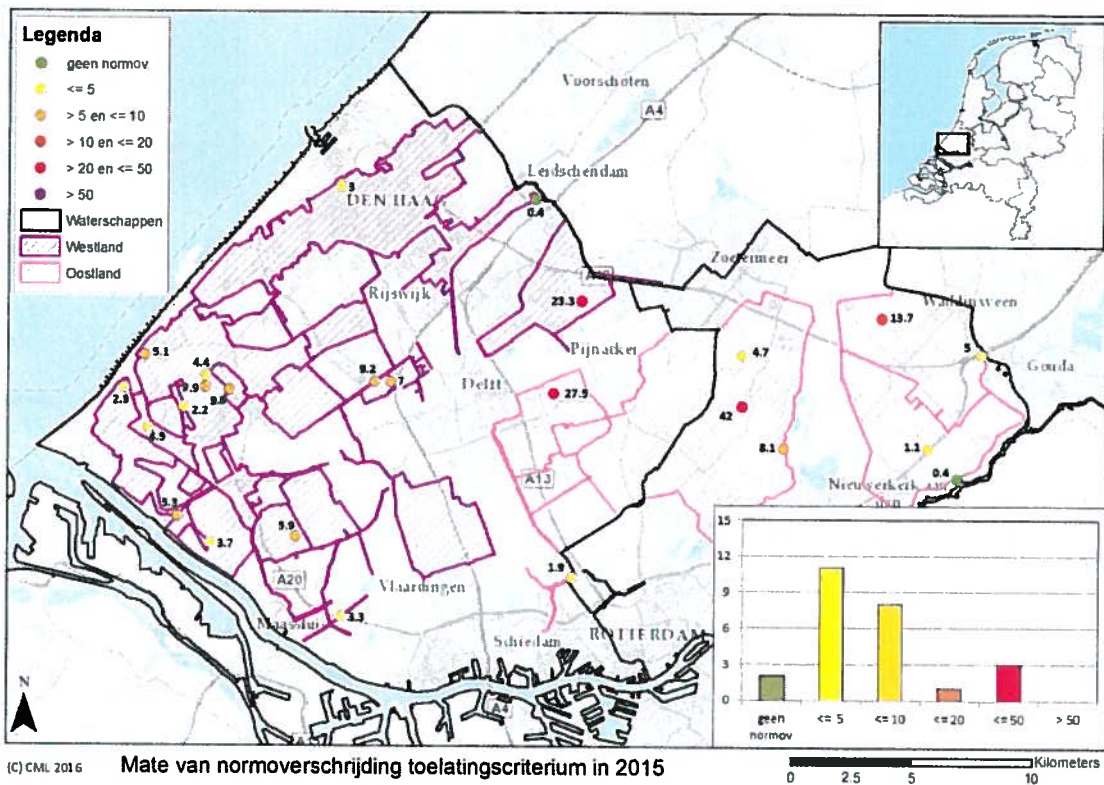 Legenda
geen normov.
<= 5
> 5 en <= 10
> 10 en <= 20
> 20 en <= 50
> 50
Waterschappen
Westland
Oostland
Voorschoten
A4
Leidschendam
3
DEN HAA
0.4
Zoetermeer
Rijswijk
23.3
Waddinxveen
13.7
5.1
4.4
9.2
7
Pijnacker
4.7
5
Gouda
2.9
2.2
Delft
27.5
42
4.9
8.1
1.1
A13
0.4
Nieuwerkerk aan
5.3
5.9
3.7
1.9
A20
Vlaardingen
3.3
Maasslui
Schiedam
ROTTERDAM
A4
N
15
12
9
6
3
0
geen normov
<= 5
<= 10
<=20
<=50
> 50
(C) CML 2016
Mate van normoverschrijding toelatingscriterium in 2015
Kilometers
0 2.5 5 10